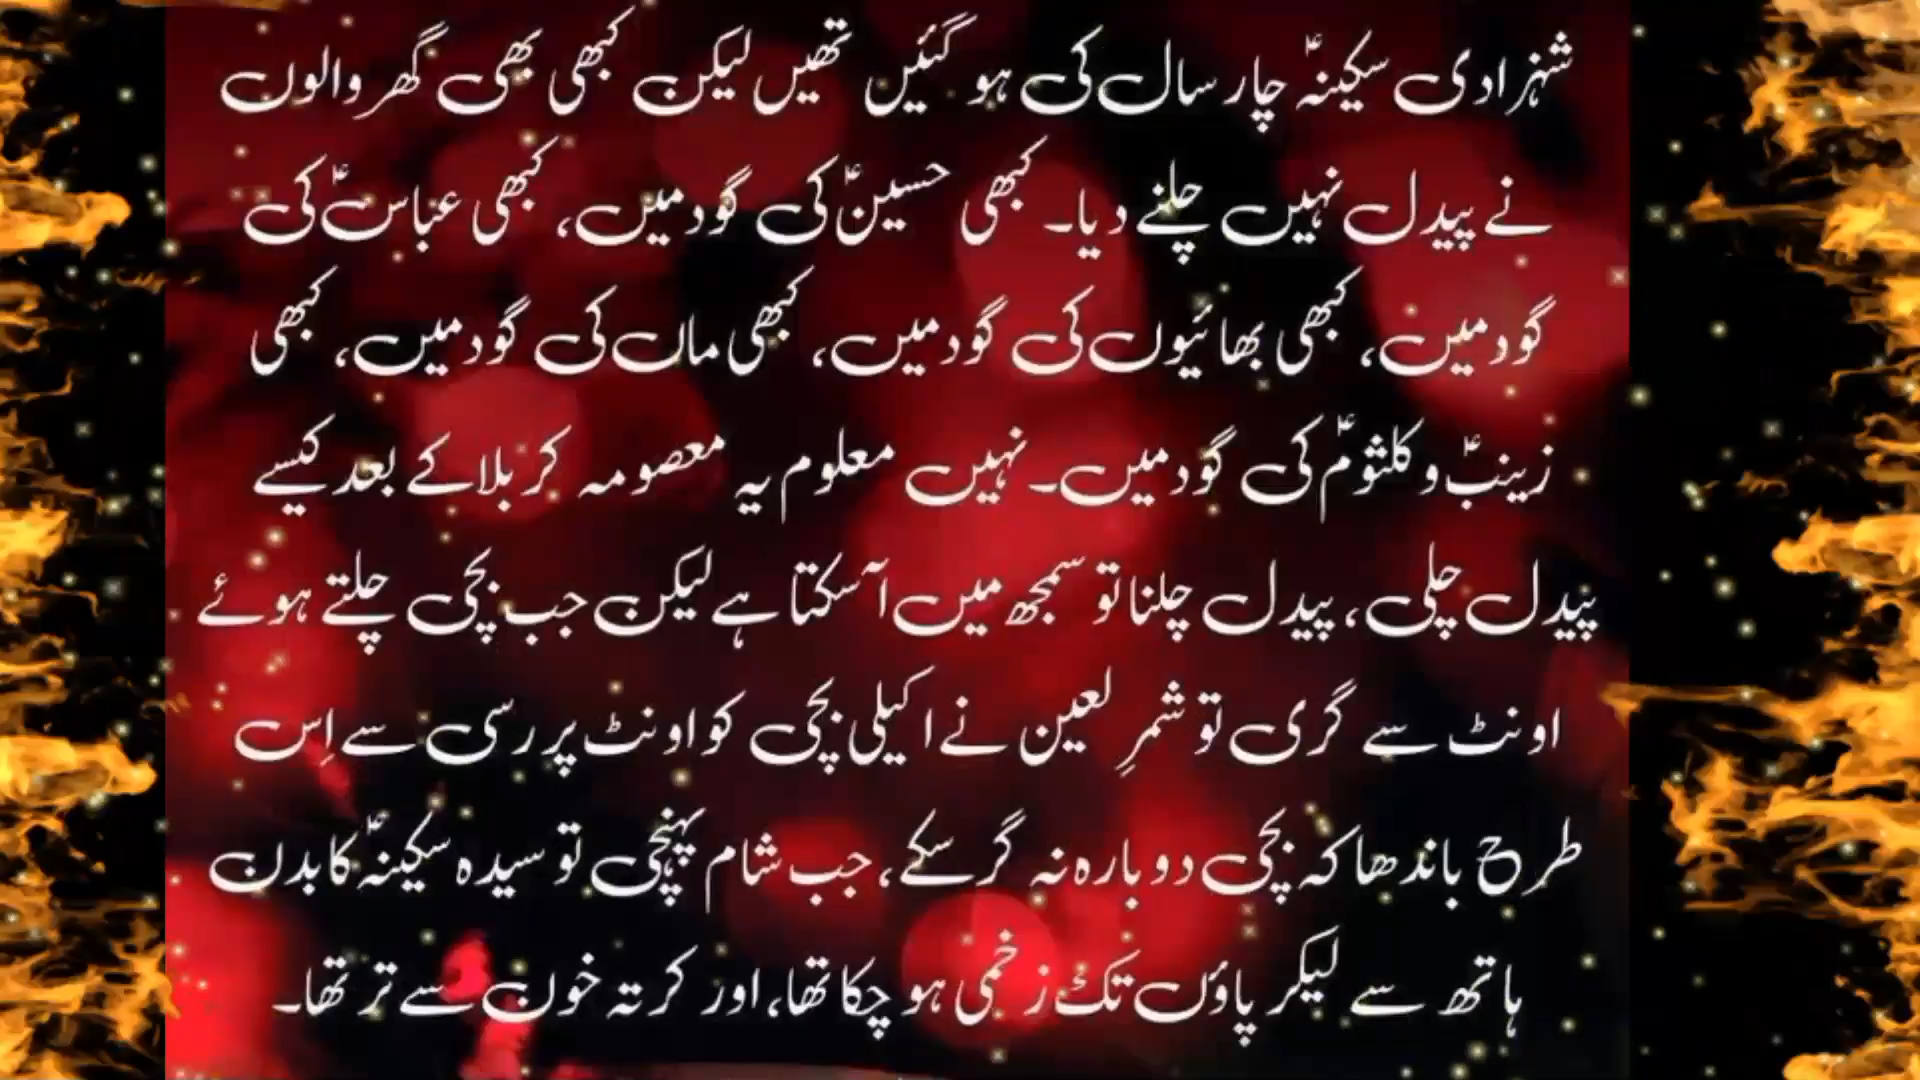 شہزادی سکینہؑ چار سال کی ہو گئیں تھیں لیکن کبھی بھی گھر والوں
نے پیدل نہیں چلنے دیا۔ کبھی حسینؑ کی گود میں، کبھی عباسؑ کی
گود میں، کبھی بھائیوں کی گود میں، کبھی ماں کی گود میں، کبھی
زینبؑ و کلثومؑ کی گود میں۔ نہیں معلوم یہ معصومہ کربلا کے بعد کیسے
پیدل چلی، پیدل چلنا تو سمجھ میں آ سکتا ہے لیکن جب بچی چلتے ہوئے
اونٹ سے گری تو شمرِ لعین نے اکیلی بچی کو اونٹ پر رسی سے اِس
طرح باندھا کہ بچی دوبارہ نہ گر سکے، جب شام پہنچی تو سیدہ سکینہؑ کا بدن
ہاتھ سے لیکر پاؤں تک زخمی ہو چکا تھا، اور کرتہ خون سے تر تھا۔